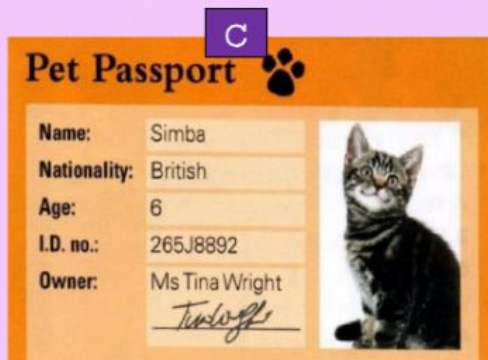 C
Pet Passport
Name: Simba
Nationality: British
Age: 6
I.D. no.: 265J8892
Owner: Ms Tina Wright